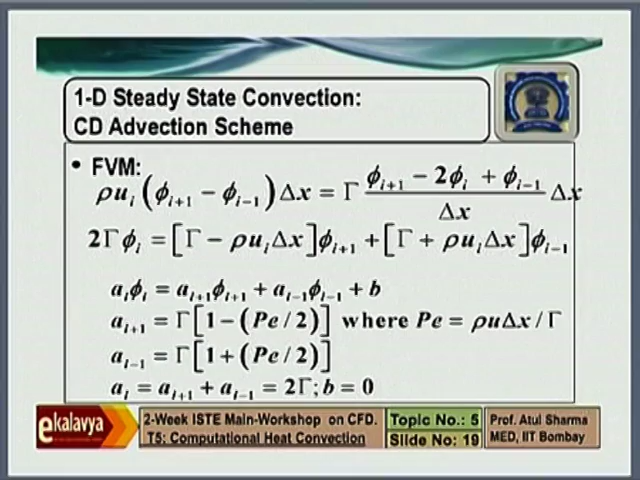 1-D Steady State Convection:
CD Advection Scheme
• FVM:
ρu_i(ϕ_{i+1} − ϕ_{i−1})Δx = Γ (ϕ_{i+1} − 2ϕ_i + ϕ_{i−1})/Δx Δx
2Γϕ_i = [Γ − ρu_iΔx]ϕ_{i+1} + [Γ + ρu_iΔx]ϕ_{i−1}
a_iϕ_i = a_{i+1}ϕ_{i+1} + a_{i−1}ϕ_{i−1} + b
a_{i+1} = Γ[1 − (Pe / 2)] where Pe = ρuΔx / Γ
a_{i−1} = Γ[1 + (Pe / 2)]
a_i = a_{i+1} + a_{i−1} = 2Γ; b = 0
ekalavya
2-Week ISTE Main-Workshop on CFD.
T5: Computational Heat Convection
Topic No.: 5
Slide No.: 19
Prof. Atul Sharma
MED, IIT Bombay